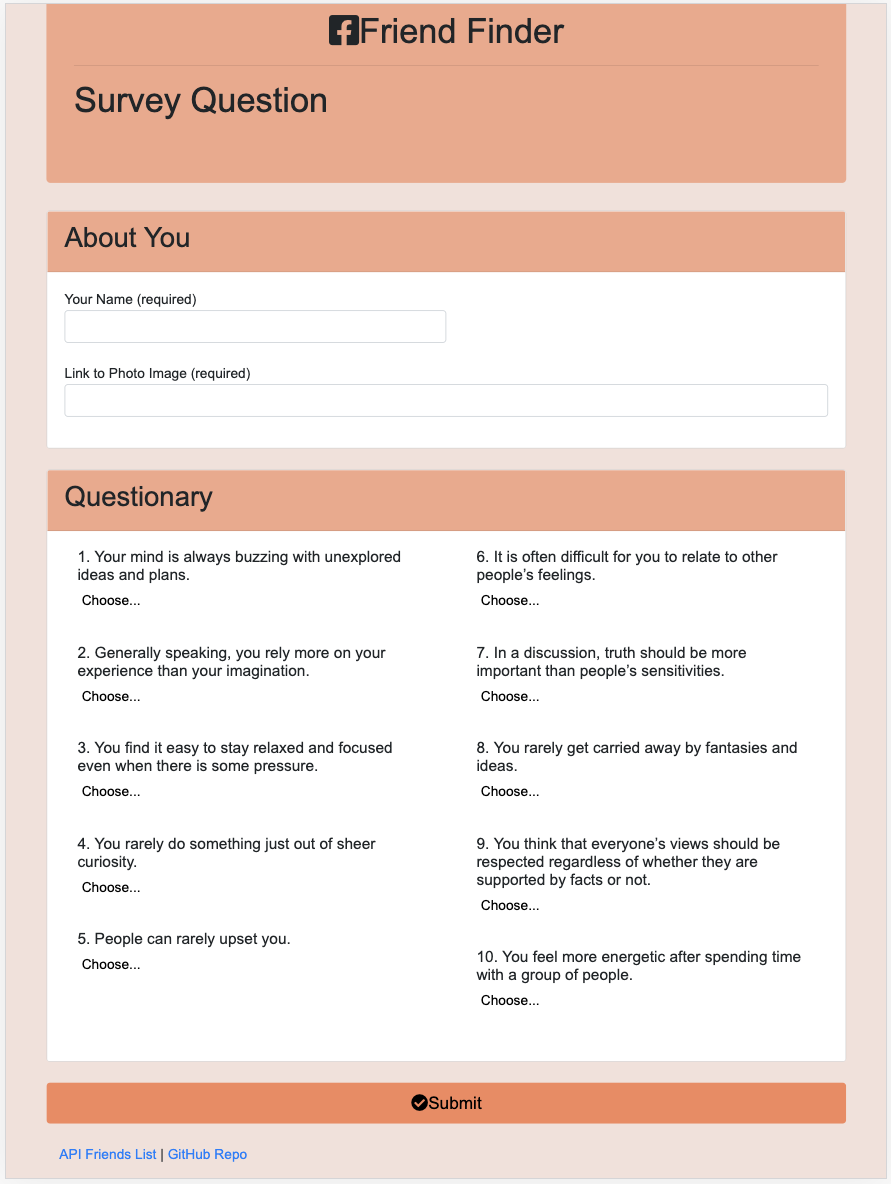 Friend Finder
Survey Question
About You
Your Name (required)
Link to Photo Image (required)
Questionary
1. Your mind is always buzzing with unexplored
ideas and plans.
Choose...
2. Generally speaking, you rely more on your
experience than your imagination.
Choose...
3. You find it easy to stay relaxed and focused
even when there is some pressure.
Choose...
4. You rarely do something just out of sheer
curiosity.
Choose...
5. People can rarely upset you.
Choose...
6. It is often difficult for you to relate to other
people’s feelings.
Choose...
7. In a discussion, truth should be more
important than people’s sensitivities.
Choose...
8. You rarely get carried away by fantasies and
ideas.
Choose...
9. You think that everyone’s views should be
respected regardless of whether they are
supported by facts or not.
Choose...
10. You feel more energetic after spending time
with a group of people.
Choose...
Submit
API Friends List | GitHub Repo